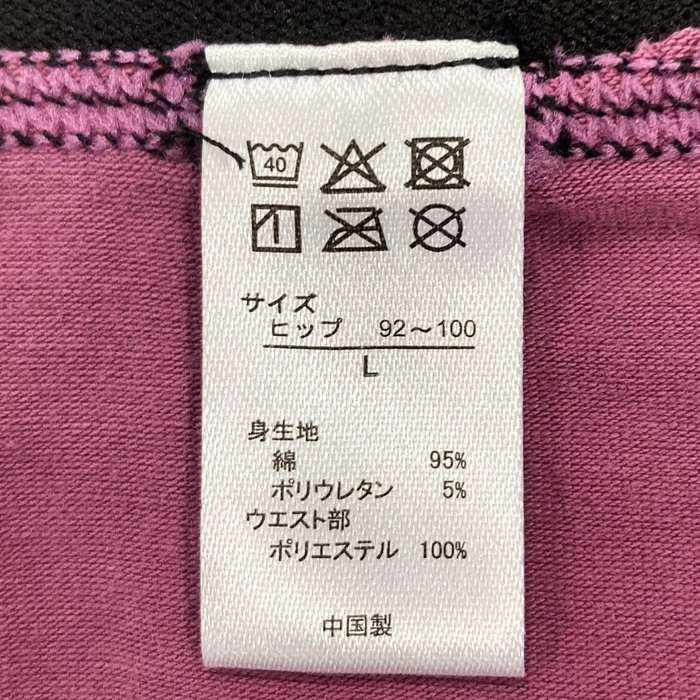 40
サイズ
ヒップ 92～100
L
身生地
綿 95%
ポリウレタン 5%
ウエスト部
ポリエステル 100%
中国製